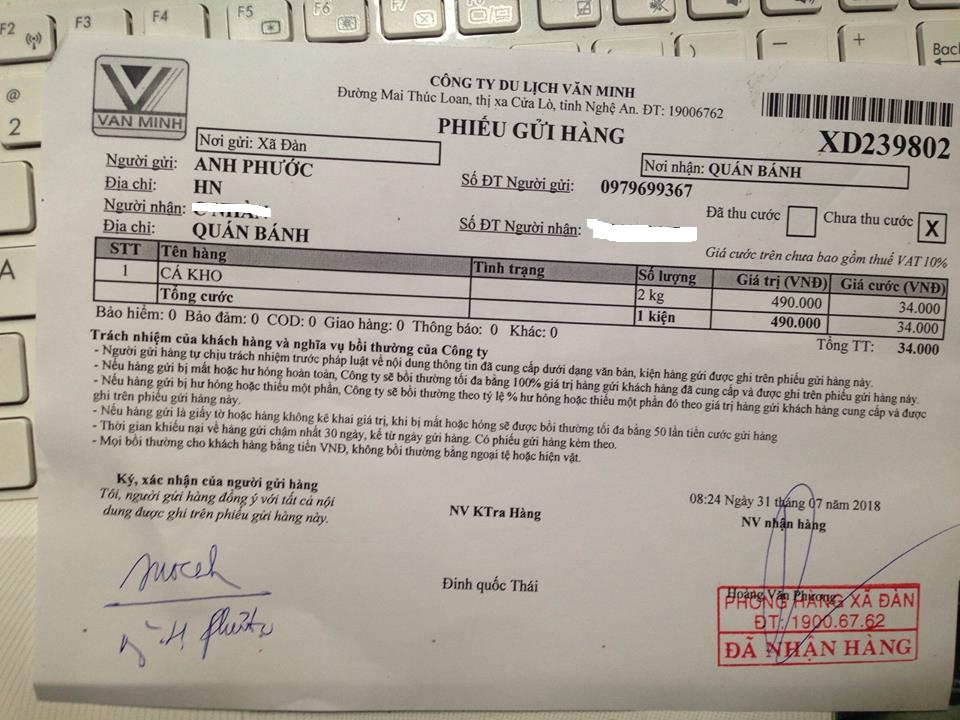 F2 F3 F4 F5 F6 F7 F8
@
2
A
-
+
Back
VAN MINH
CÔNG TY DU LỊCH VĂN MINH
Đường Mai Thúc Loan, thị xa Cửa Lò, tỉnh Nghệ An. ĐT: 19006762
PHIẾU GỬI HÀNG
XD239802
Nơi gửi: Xã Đàn
Nơi nhận: QUÁN BÁNH
Người gửi: ANH PHƯỚC
Số ĐT Người gửi: 0979699367
Địa chỉ: HN
Người nhận:
Số ĐT Người nhận:
Đã thu cước Chưa thu cước X
Địa chỉ: QUÁN BÁNH
Giá cước trên chưa bao gồm thuế VAT 10%
STT Tên hàng Tình trạng Số lượng Giá trị (VNĐ) Giá cước (VNĐ)
1 CÁ KHO 2 kg 490.000 34.000
Tổng cước 1 kiện 490.000 34.000
Bảo hiểm: 0 Bảo đảm: 0 COD: 0 Giao hàng: 0 Thông báo: 0 Khác: 0
Tổng TT: 34.000
Trách nhiệm của khách hàng và nghĩa vụ bồi thường của Công ty
- Người gửi hàng tự chịu trách nhiệm trước pháp luật về nội dung thông tin đã cung cấp dưới dạng văn bản, kiện hàng gửi được ghi trên phiếu gửi hàng này.
- Nếu hàng gửi bị mất hoặc hư hỏng hoàn toàn, Công ty sẽ bồi thường tối đa bằng 100% giá trị hàng gửi khách hàng đã cung cấp và được ghi trên phiếu gửi hàng này.
- Nếu hàng gửi bị hư hỏng hoặc thiếu một phần, Công ty sẽ bồi thường theo tỷ lệ % hư hỏng hoặc thiếu một phần đó theo giá trị hàng gửi khách hàng cung cấp và được
ghi trên phiếu gửi hàng này.
- Nếu hàng gửi là giấy tờ hoặc hàng không kê khai giá trị, khi bị mất hoặc hỏng sẽ được bồi thường tối đa bằng 50 lần tiền cước gửi hàng
- Thời gian khiếu nại về hàng gửi chậm nhất 30 ngày, kể từ ngày gửi hàng. Có phiếu gửi hàng kèm theo.
- Mọi bồi thường cho khách hàng bằng tiền VNĐ, không bồi thường bằng ngoại tệ hoặc hiện vật.
Ký, xác nhận của người gửi hàng
Tôi, người gửi hàng đồng ý với tất cả nội
dung được ghi trên phiếu gửi hàng này.
NV KTra Hàng
08:24 Ngày 31 tháng 07 năm 2018
NV nhận hàng
Đinh quốc Thái
Hoàng Văn Phương
PHÒNG HÀNG XÃ ĐÀN
ĐT: 1900.67.62
ĐÃ NHẬN HÀNG